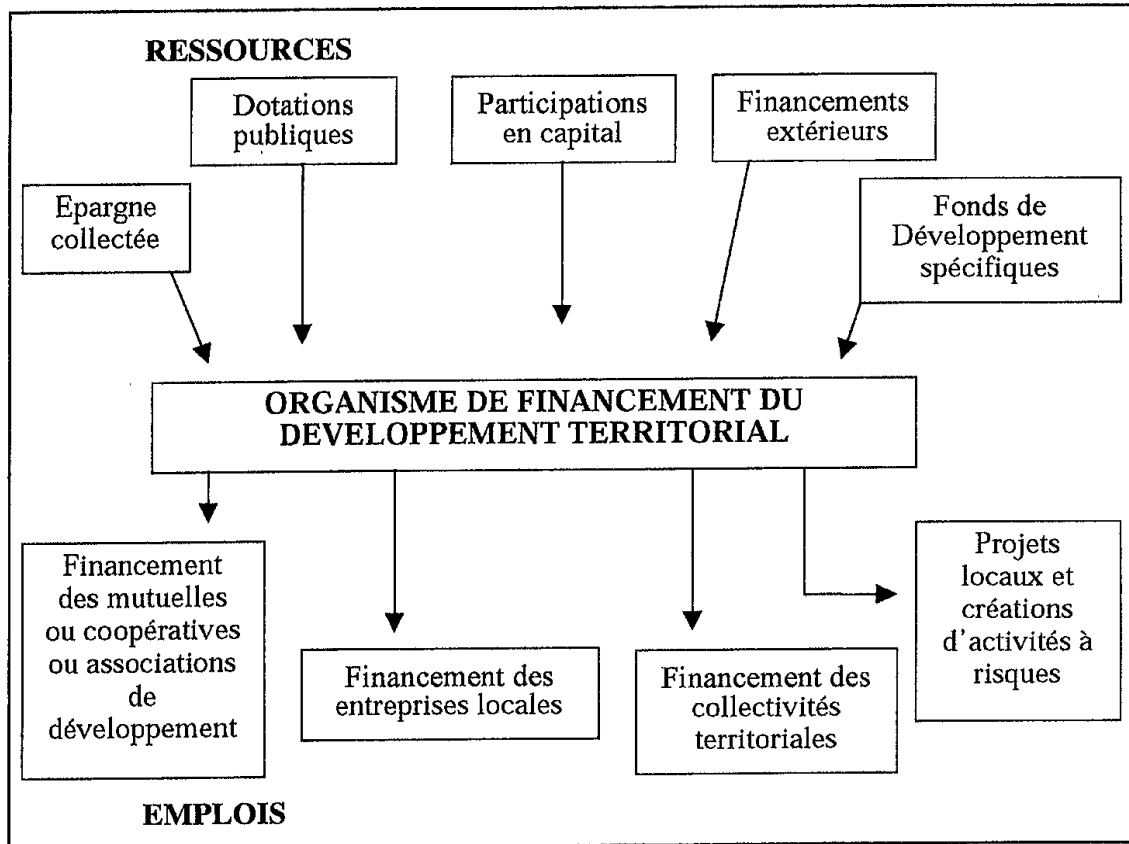 RESSOURCES
Dotations
publiques
Participations
en capital
Financements
extérieurs
Epargne
collectée
Fonds de
Développement
spécifiques
ORGANISME DE FINANCEMENT DU
DEVELOPPEMENT TERRITORIAL
Financement
des mutuelles
ou coopératives
ou associations
de
développement
Financement des
entreprises locales
Financement des
collectivités
territoriales
Projets
locaux et
créations
d'activités à
risques
EMPLOIS